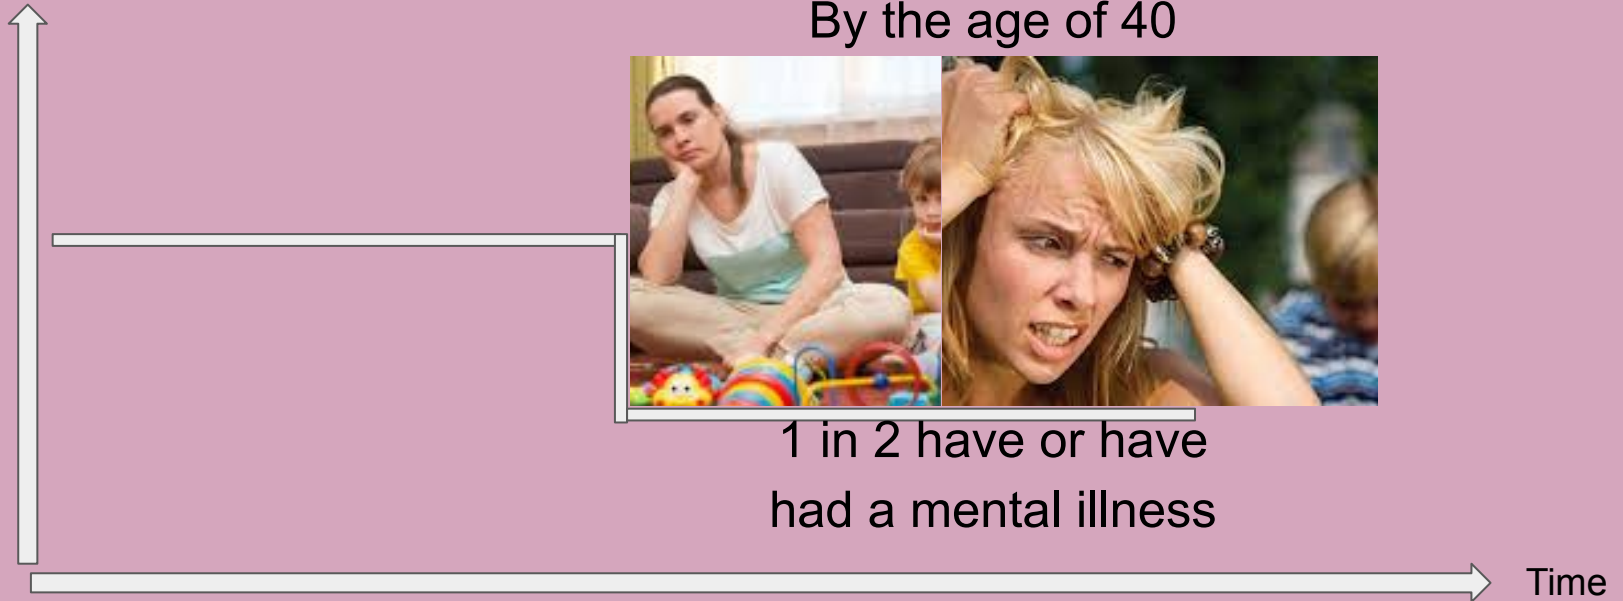 By the age of 40
1 in 2 have or have
had a mental illness
Time